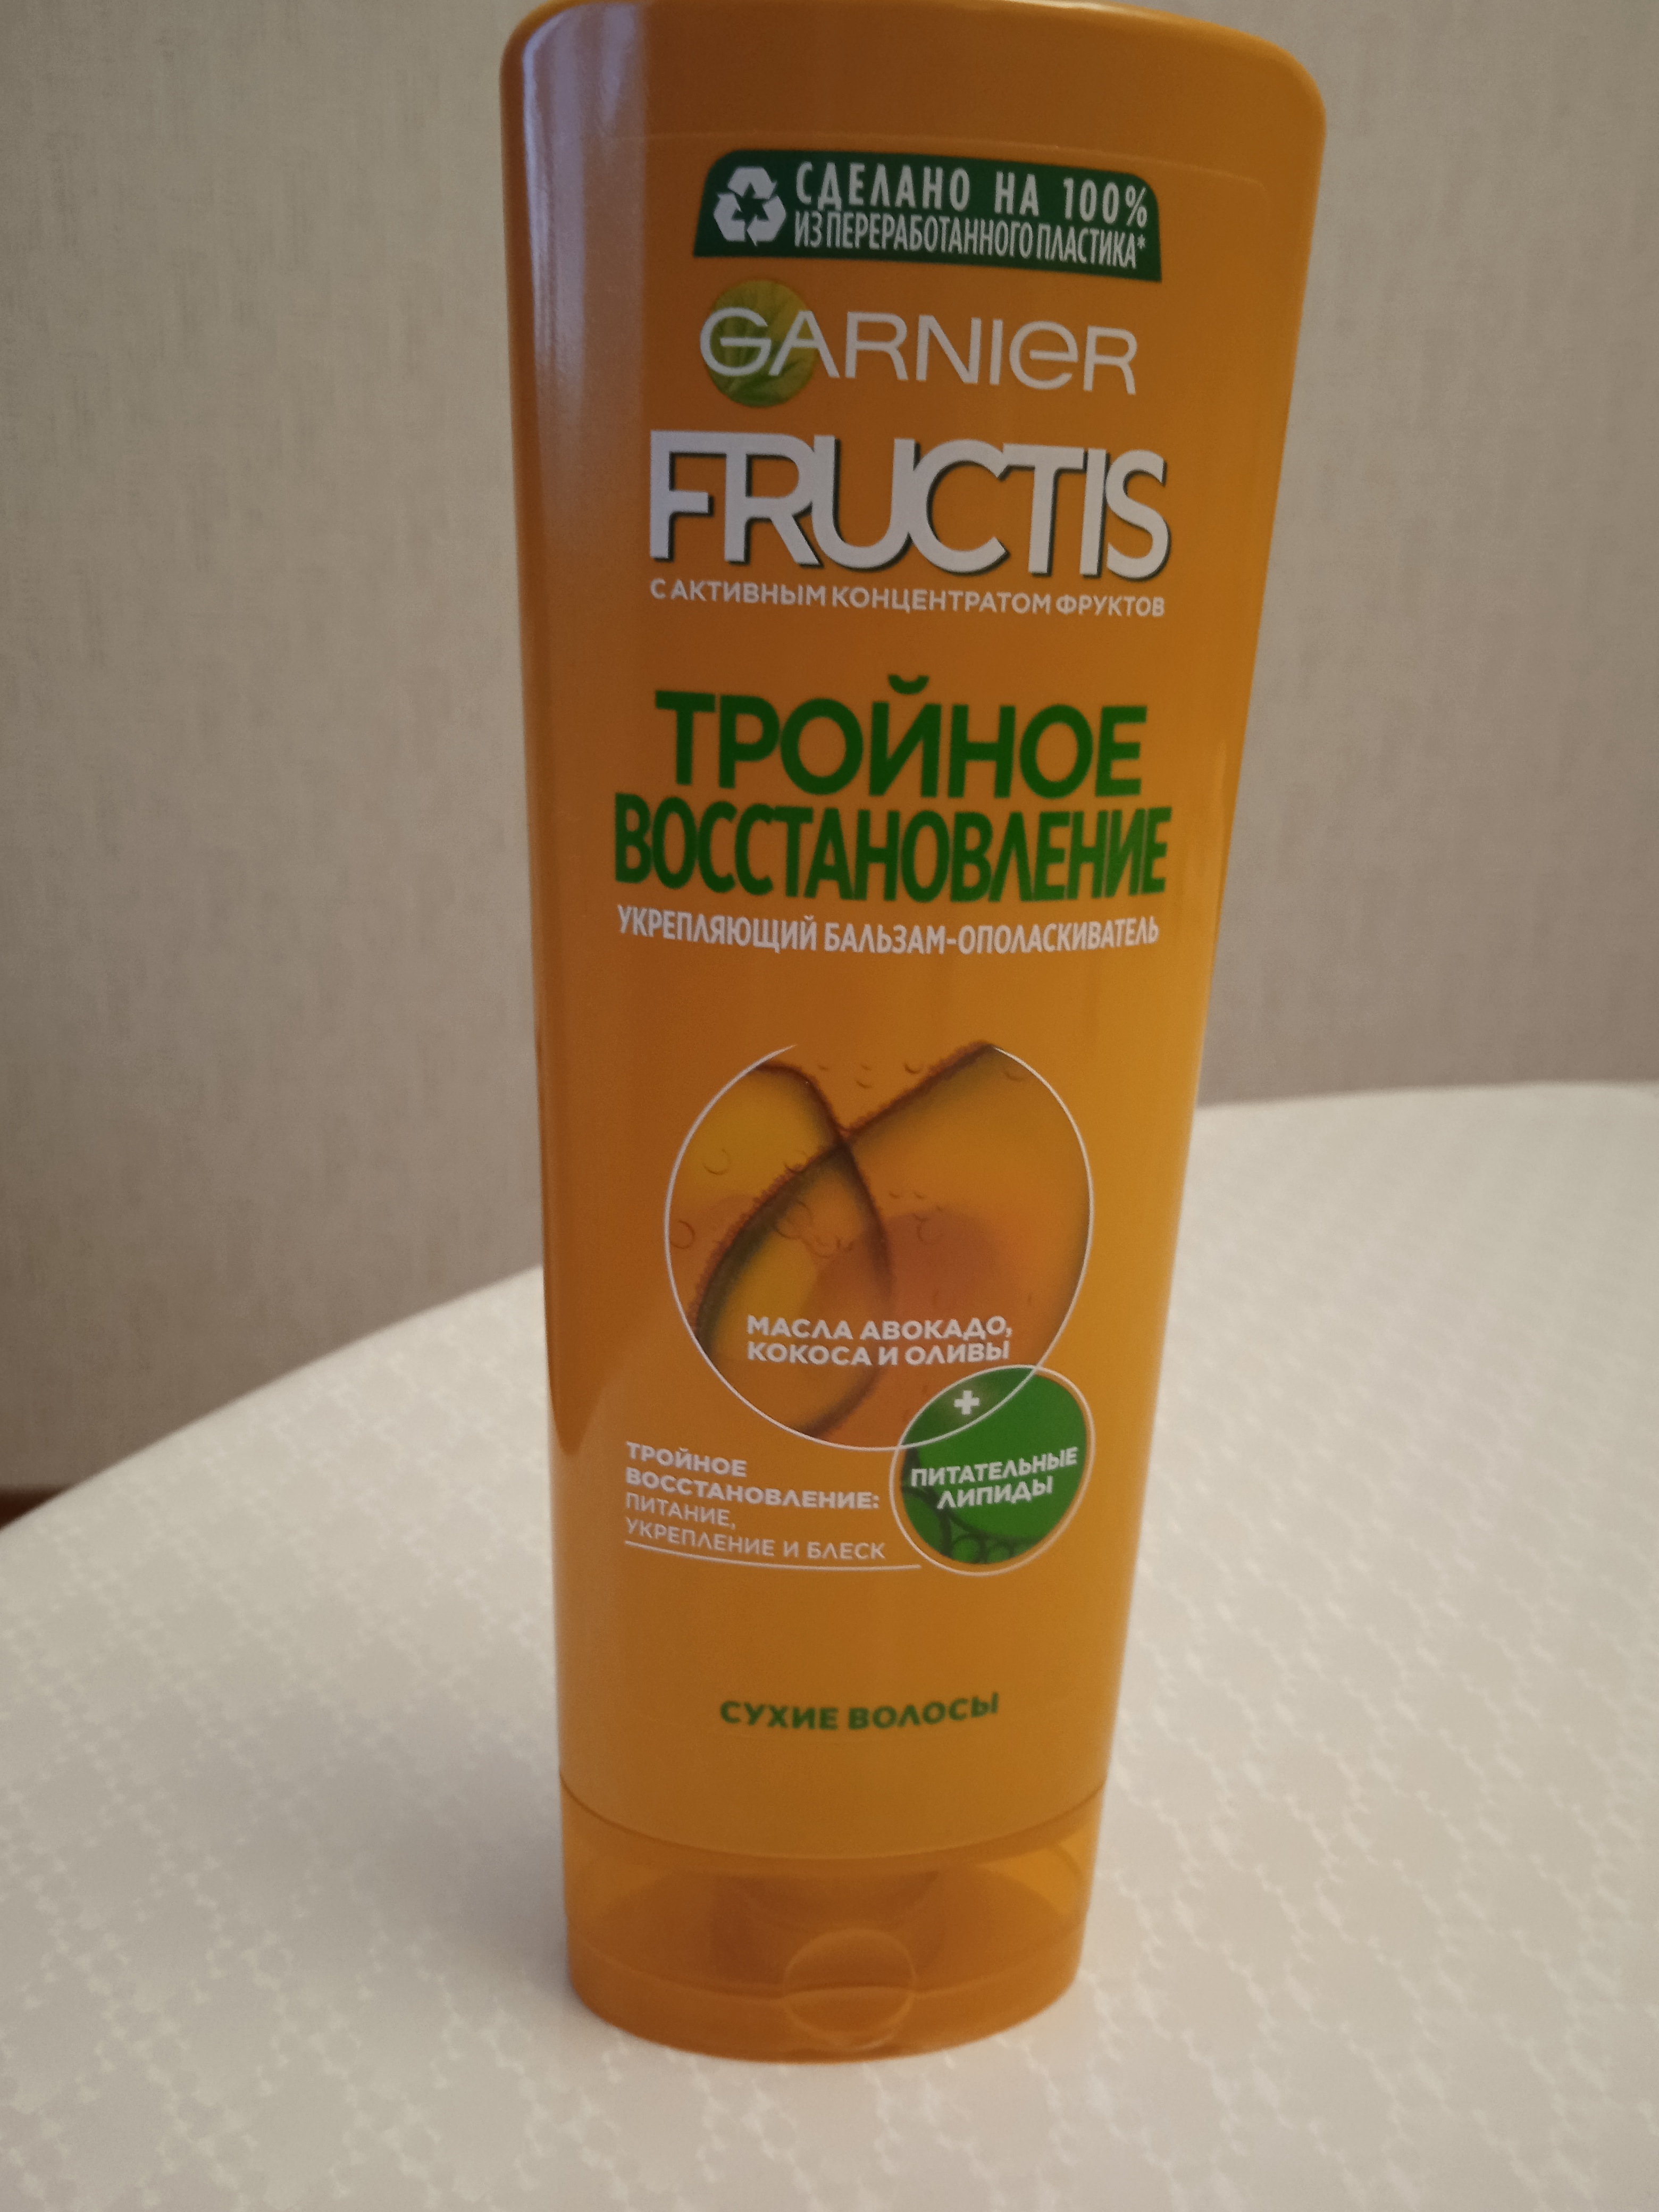 СДЕЛАНО НА 100%
ИЗ ПЕРЕРАБОТАННОГО ПЛАСТИКА*
GARNIER
FRUCTIS
С АКТИВНЫМ КОНЦЕНТРАТОМ ФРУКТОВ
ТРОЙНОЕ
ВОССТАНОВЛЕНИЕ
УКРЕПЛЯЮЩИЙ БАЛЬЗАМ-ОПОЛАСКИВАТЕЛЬ
МАСЛА АВОКАДО,
КОКОСА И ОЛИВЫ
+
ПИТАТЕЛЬНЫЕ
ЛИПИДЫ
ТРОЙНОЕ
ВОССТАНОВЛЕНИЕ:
ПИТАНИЕ,
УКРЕПЛЕНИЕ И БЛЕСК
СУХИЕ ВОЛОСЫ